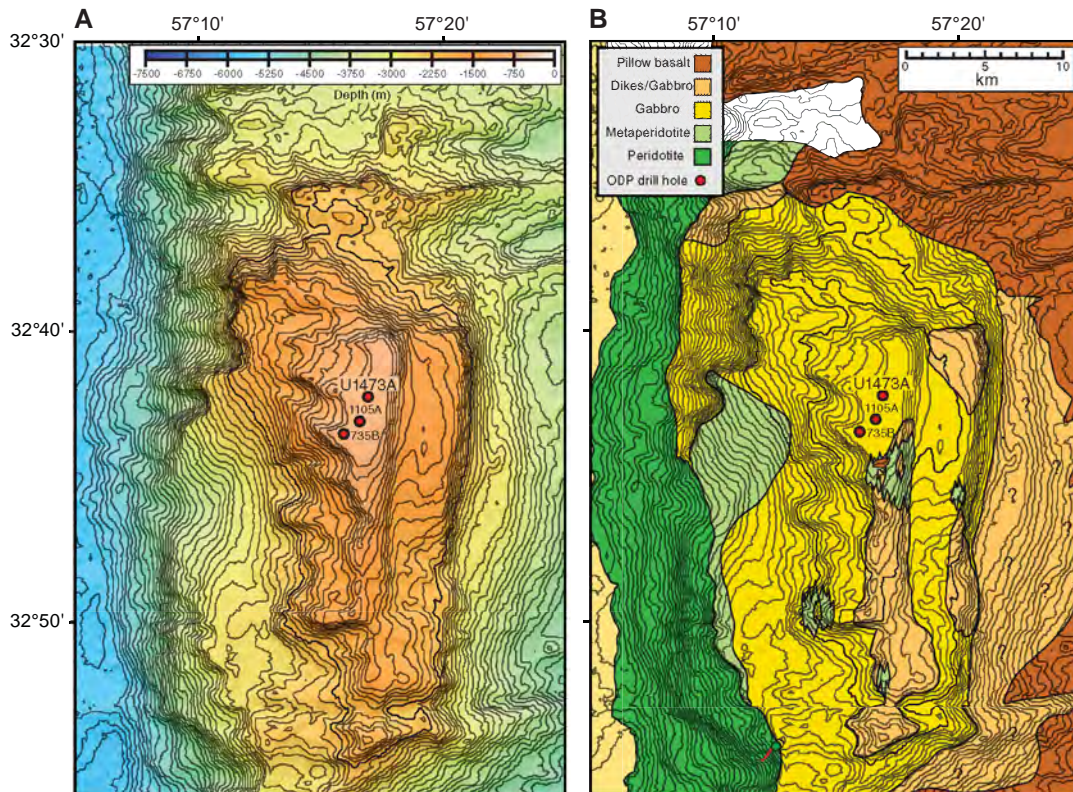 A
57°10'
57°20'
B
57°10'
57°20'
32°30'
-7500 -6750 -6000 -5250 -4500 -3750 -3000 -2250 -1500 -750 0
Depth (m)
Pillow basalt
Dikes/Gabbro
Gabbro
Metaperidotite
Peridotite
ODP drill hole
0 5 10
km
32°40'
U1473A
1105A
735B
U1473A
1105A
735B
?
?
?
?
?
32°50'